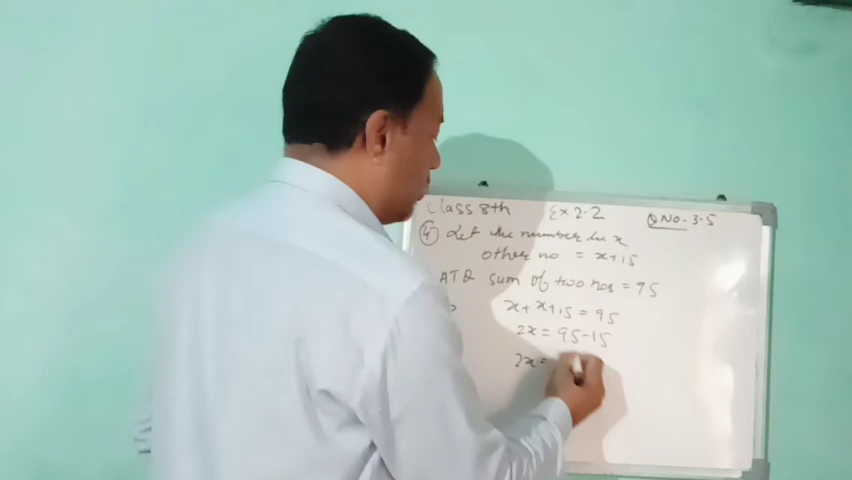 Class 8th Ex 2.2 Q No-3-5
4 Let the number be x
other no = x+15
ATQ sum of two nos = 95
x+x+15 = 95
2x = 95-15
2x =